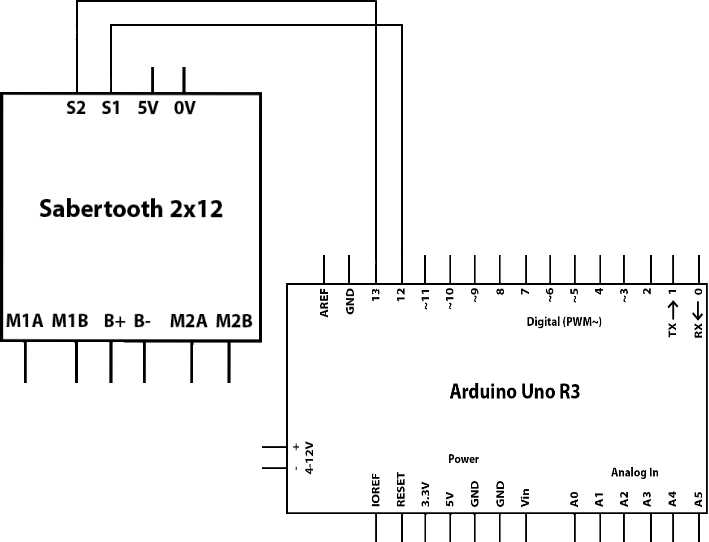 S2 S1 5V 0V
Sabertooth 2x12
M1A M1B B+ B- M2A M2B
AREF GND 13 12 ~11 ~10 ~9 8 7 ~6 ~5 4 ~3 2 TX→ 1 RX← 0
Digital (PWM~)
Arduino Uno R3
+
-
4-12V
Power
Analog In
IOREF RESET 3.3V 5V GND GND Vin A0 A1 A2 A3 A4 A5